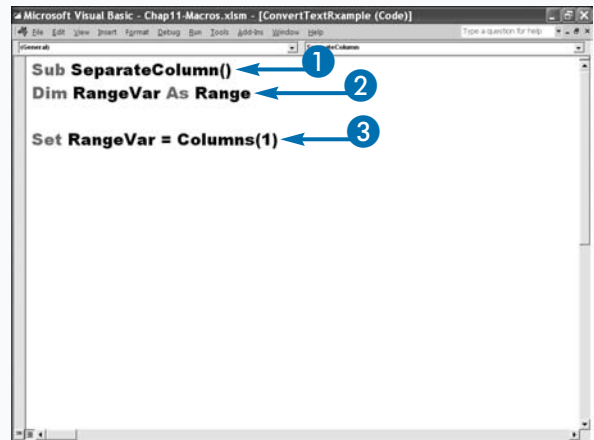 Microsoft Visual Basic - Chap11-Macros.xlsm - [ConvertTextRxample (Code)]
File Edit View Insert Format Debug Run Tools Add-Ins Window Help
Type a question for help
(General)
SeparateColumn
Sub SeparateColumn()
1
Dim RangeVar As Range
2
Set RangeVar = Columns(1)
3